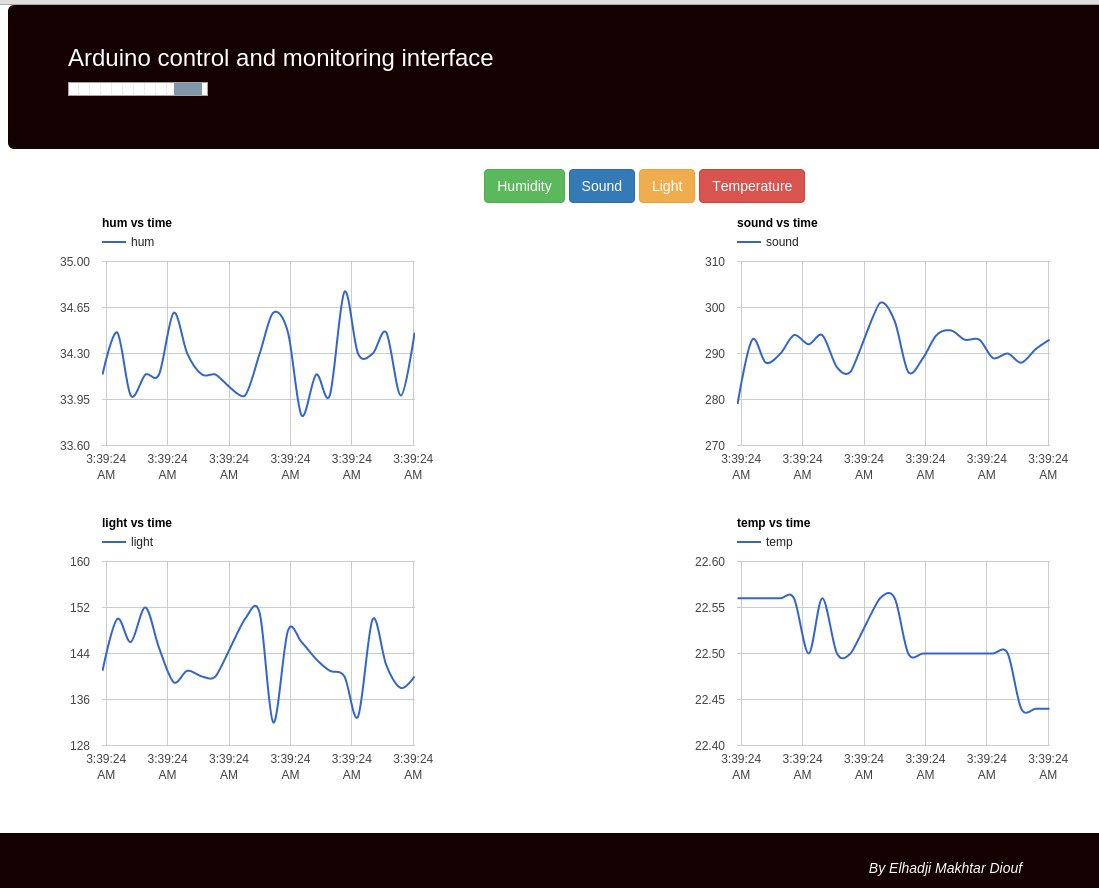 Arduino control and monitoring interface
Humidity Sound Light Temperature
hum vs time
hum
35.00
34.65
34.30
33.95
33.60
3:39:24 AM 3:39:24 AM 3:39:24 AM 3:39:24 AM 3:39:24 AM 3:39:24 AM
sound vs time
sound
310
300
290
280
270
3:39:24 AM 3:39:24 AM 3:39:24 AM 3:39:24 AM 3:39:24 AM 3:39:24 AM
light vs time
light
160
152
144
136
128
3:39:24 AM 3:39:24 AM 3:39:24 AM 3:39:24 AM 3:39:24 AM 3:39:24 AM
temp vs time
temp
22.60
22.55
22.50
22.45
22.40
3:39:24 AM 3:39:24 AM 3:39:24 AM 3:39:24 AM 3:39:24 AM 3:39:24 AM
By Elhadji Makhtar Diouf